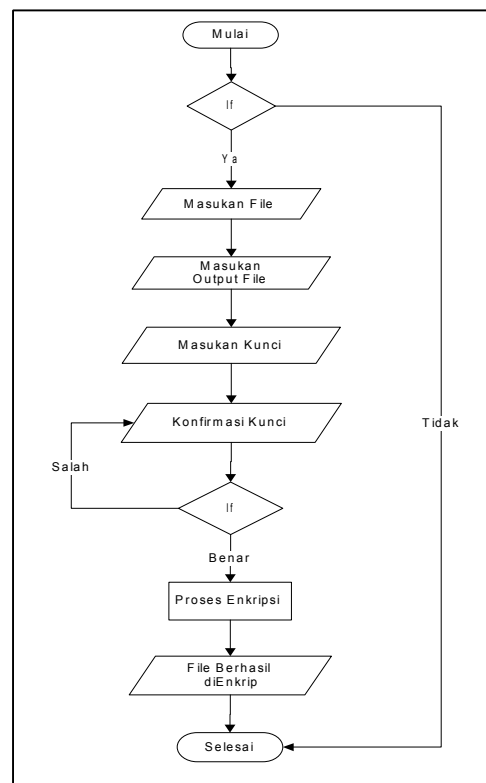 Mulai
If
Ya
Masukan File
Masukan
Output File
Masukan Kunci
Konfirmasi Kunci
Tidak
Salah
If
Benar
Proses Enkripsi
File Berhasil
diEnkrip
Selesai